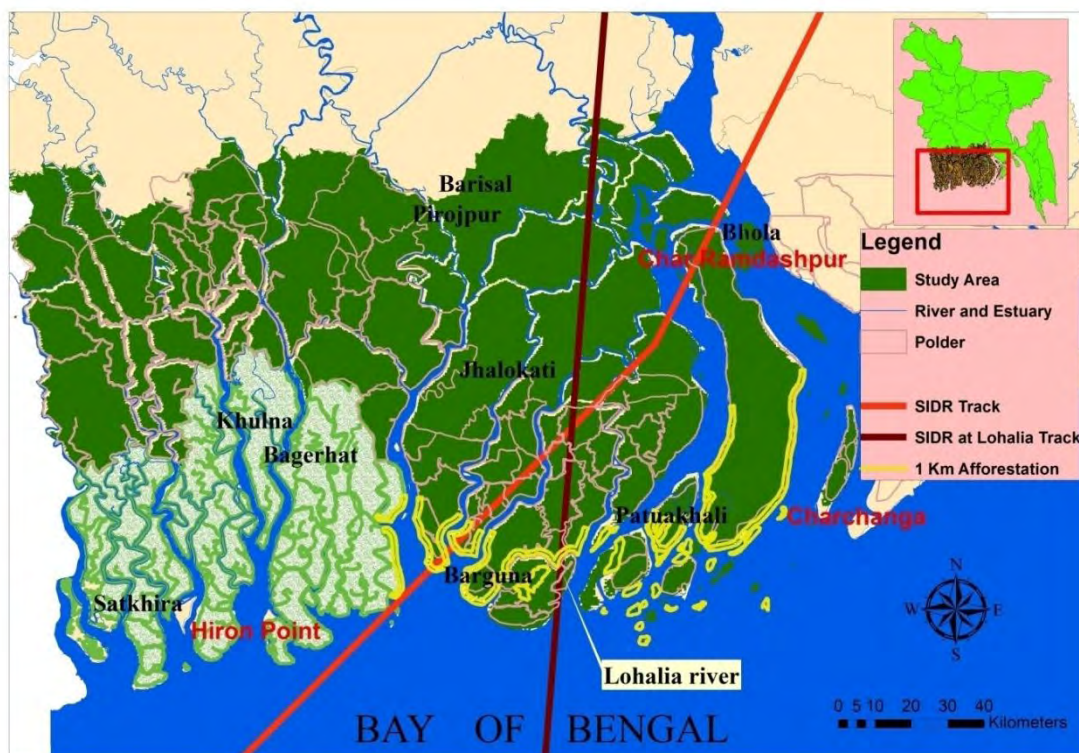 Barisal
Pirojpur
Bhola
Char Ramdashpur
Jhalokati
Khulna
Bagerhat
Patuakhali
Charchanga
Barguna
Satkhira
Hiron Point
Lohalia river
BAY OF BENGAL
Legend
Study Area
River and Estuary
Polder
SIDR Track
SIDR at Lohalia Track
1 Km Afforestation
N
W
E
S
0 5 10 20 30 40
Kilometers